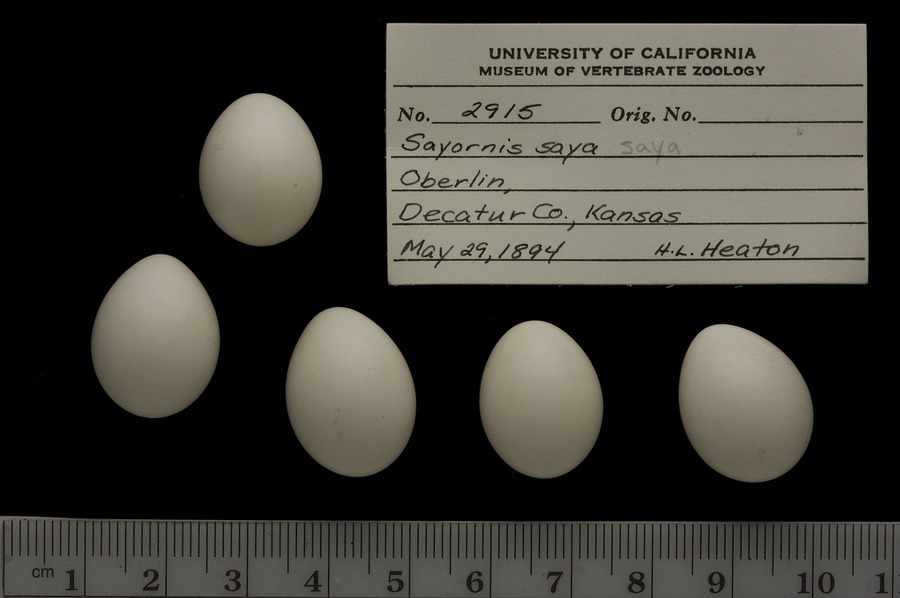 UNIVERSITY OF CALIFORNIA
MUSEUM OF VERTEBRATE ZOOLOGY
No. 2915 Orig. No.
Sayornis saya saya
Oberlin,
Decatur Co., Kansas
May 29, 1894 H.L. Heaton
cm 1 2 3 4 5 6 7 8 9 10 1